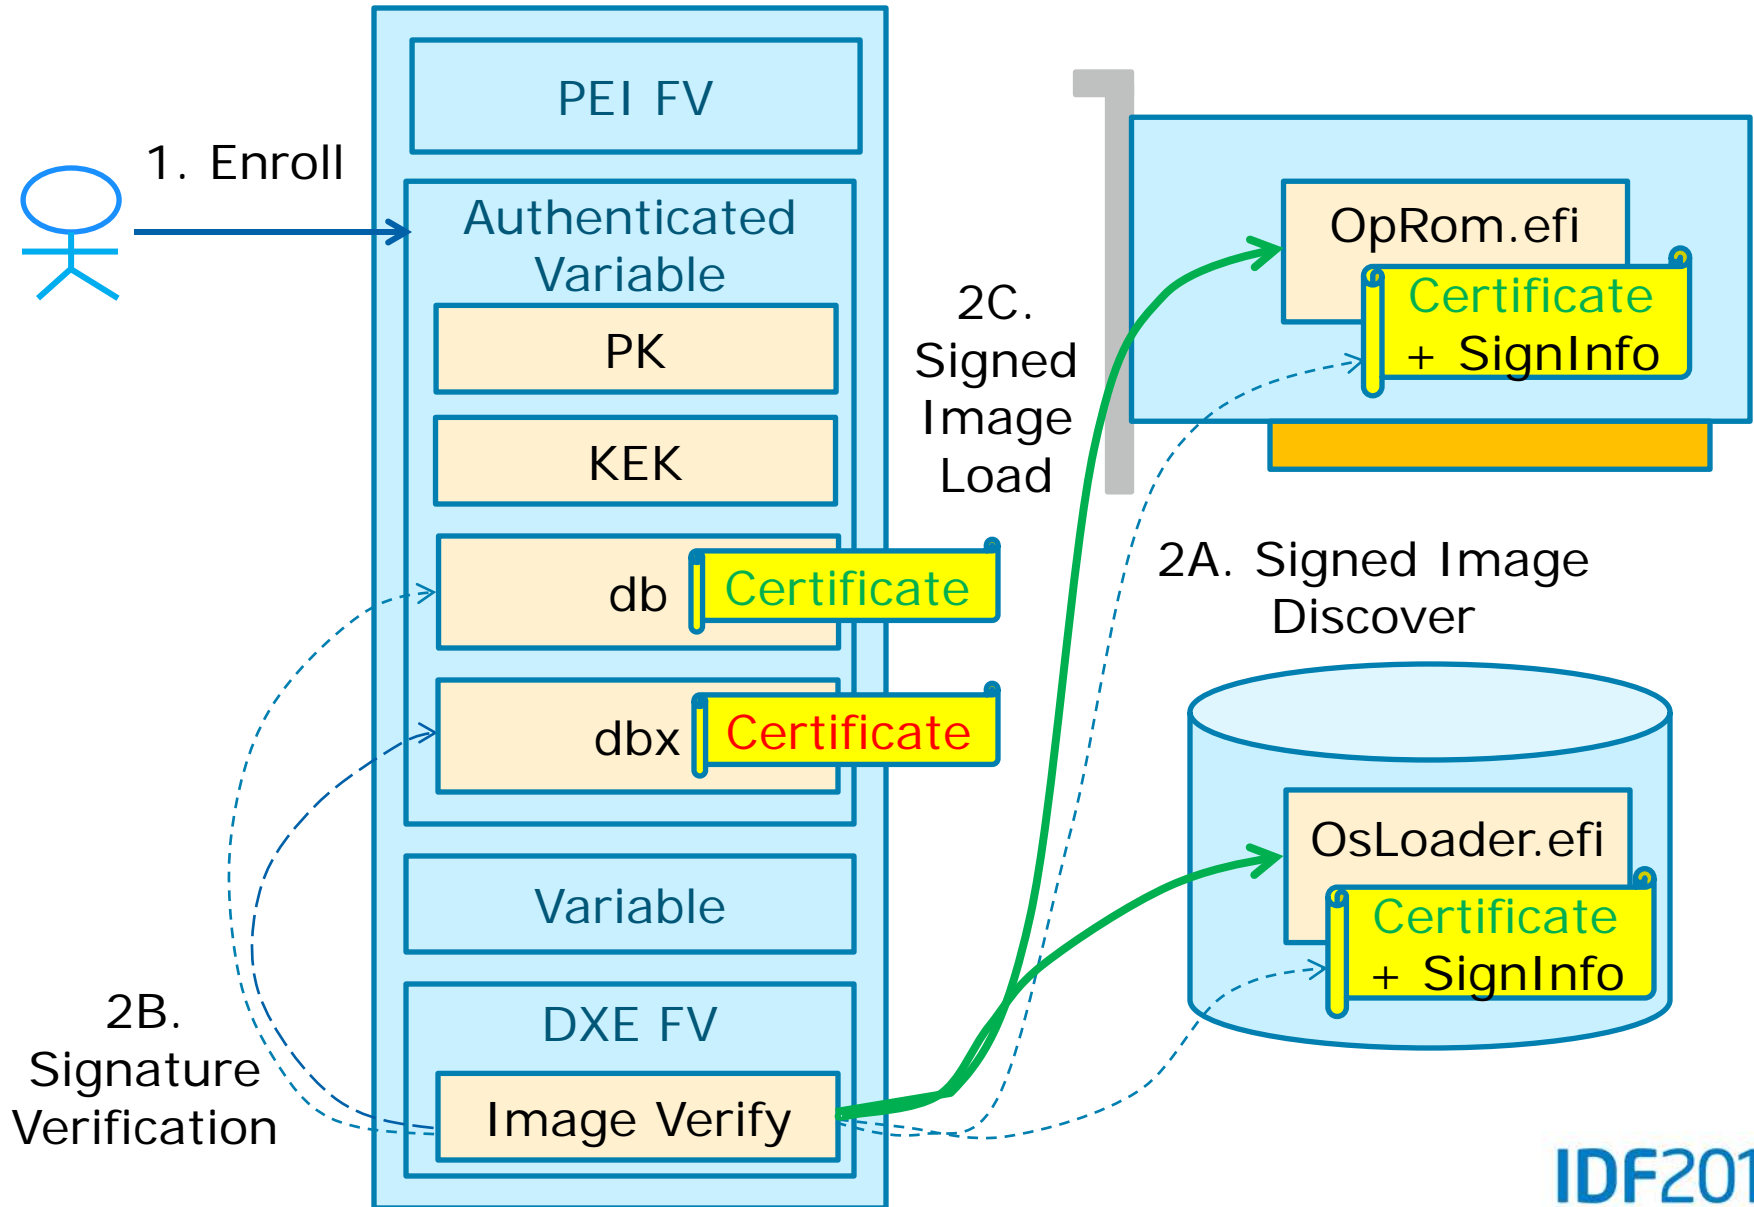 PEI FV
1. Enroll
Authenticated
Variable
PK
KEK
db
Certificate
dbx
Certificate
Variable
DXE FV
Image Verify
2B.
Signature
Verification
2C.
Signed
Image
Load
OpRom.efi
Certificate
+ SignInfo
2A. Signed Image
Discover
OsLoader.efi
Certificate
+ SignInfo
IDF201